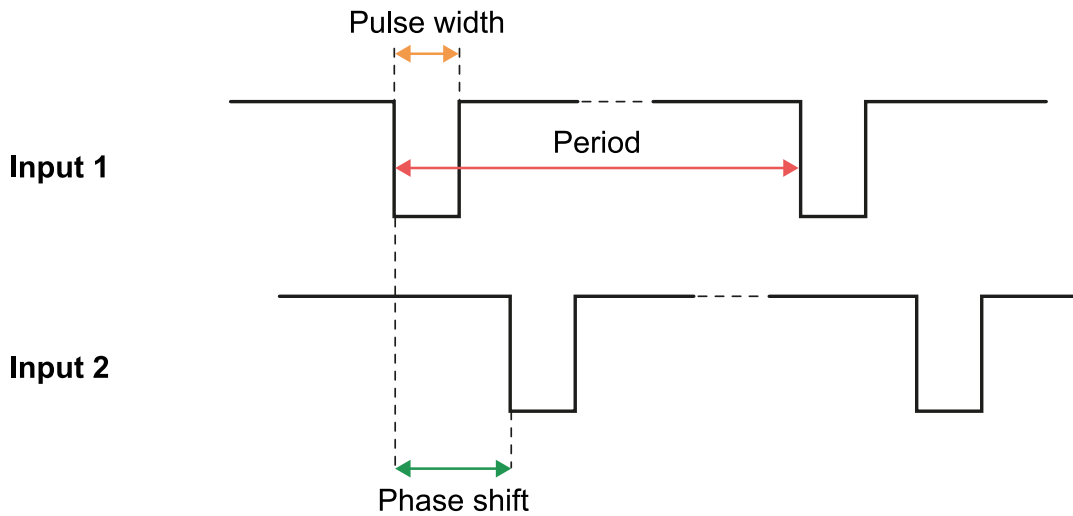 Pulse width
Period
Input 1
Input 2
Phase shift